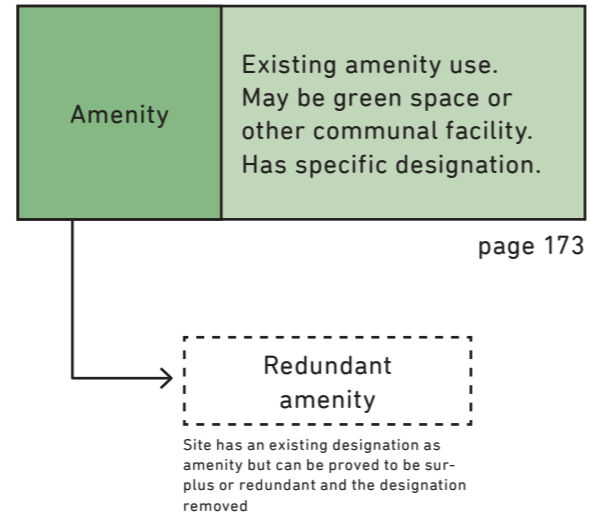 Amenity
Existing amenity use.
May be green space or
other communal facility.
Has specific designation.
page 173
Redundant
amenity
Site has an existing designation as
amenity but can be proved to be sur-
plus or redundant and the designation
removed